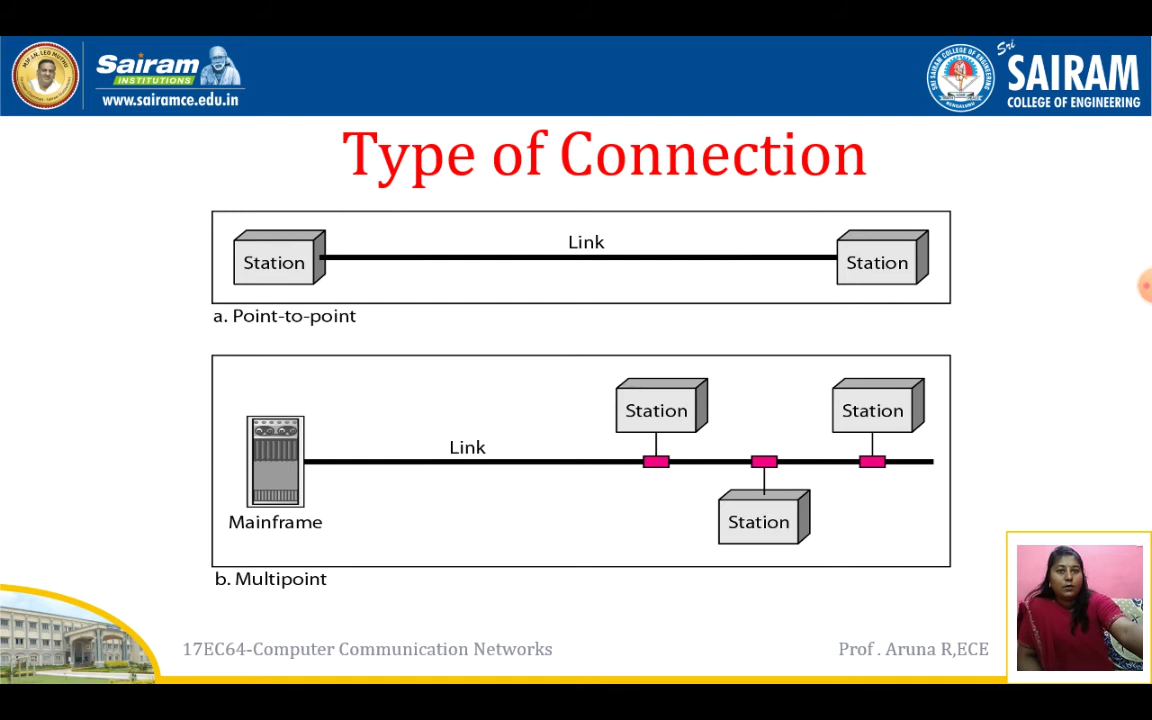 Sairam
INSTITUTIONS
www.sairamce.edu.in
Sri
SAIRAM
COLLEGE OF ENGINEERING
Type of Connection
Station
Link
Station
a. Point-to-point
Station
Station
Link
Station
Mainframe
b. Multipoint
17EC64-Computer Communication Networks
Prof . Aruna R,ECE